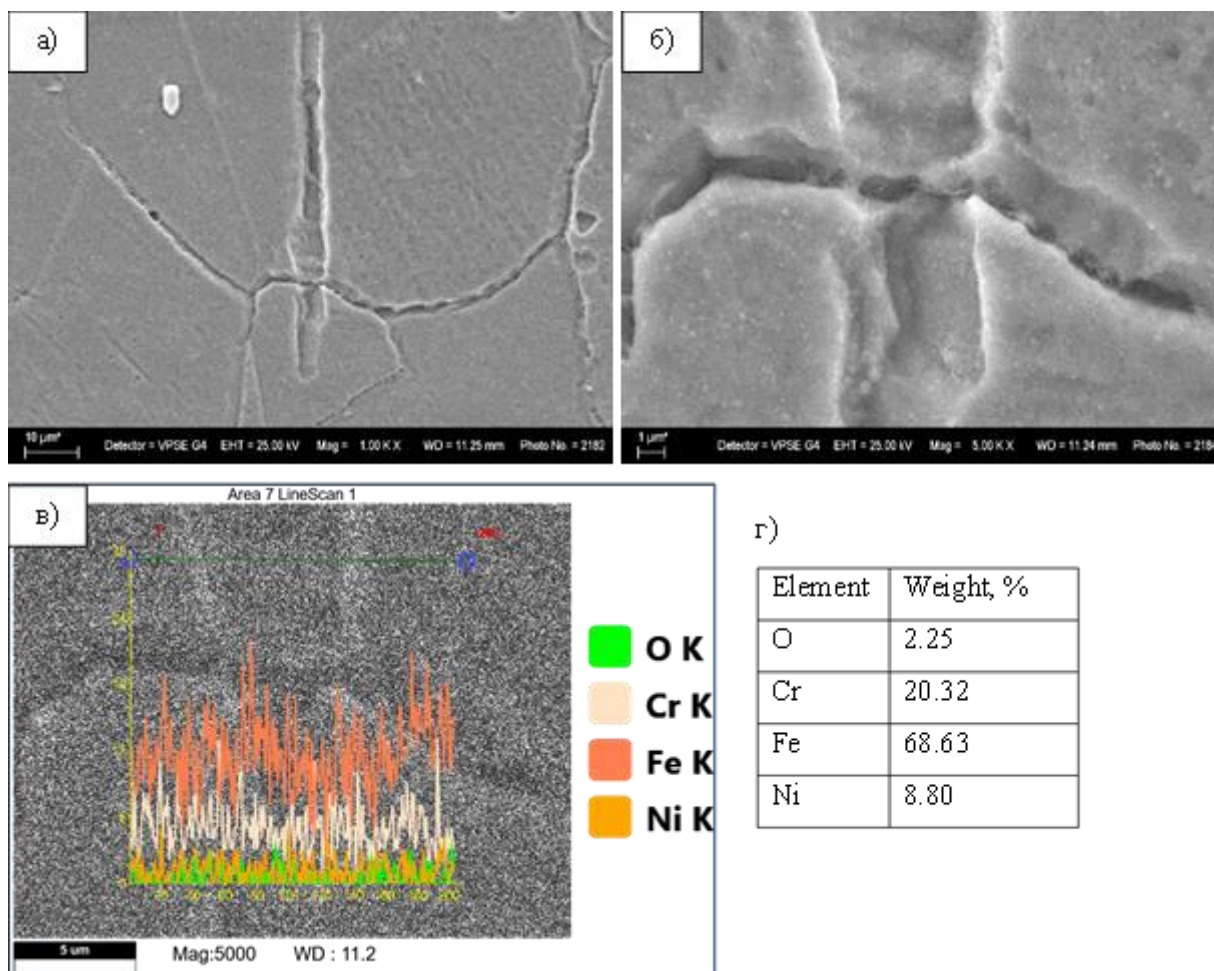 а)
10 µm*
Detector = VPSE G4 EHT = 25.00 kV Mag = 1.00 K X WD = 11.25 mm Photo No. = 2182
б)
1 µm*
Detector = VPSE G4 EHT = 25.00 kV Mag = 5.00 K X WD = 11.24 mm Photo No. = 2184
в)
Area 7 LineScan 1
O K
Cr K
Fe K
Ni K
5 um
Mag:5000 WD : 11.2
г)
Element Weight, %
O 2.25
Cr 20.32
Fe 68.63
Ni 8.80